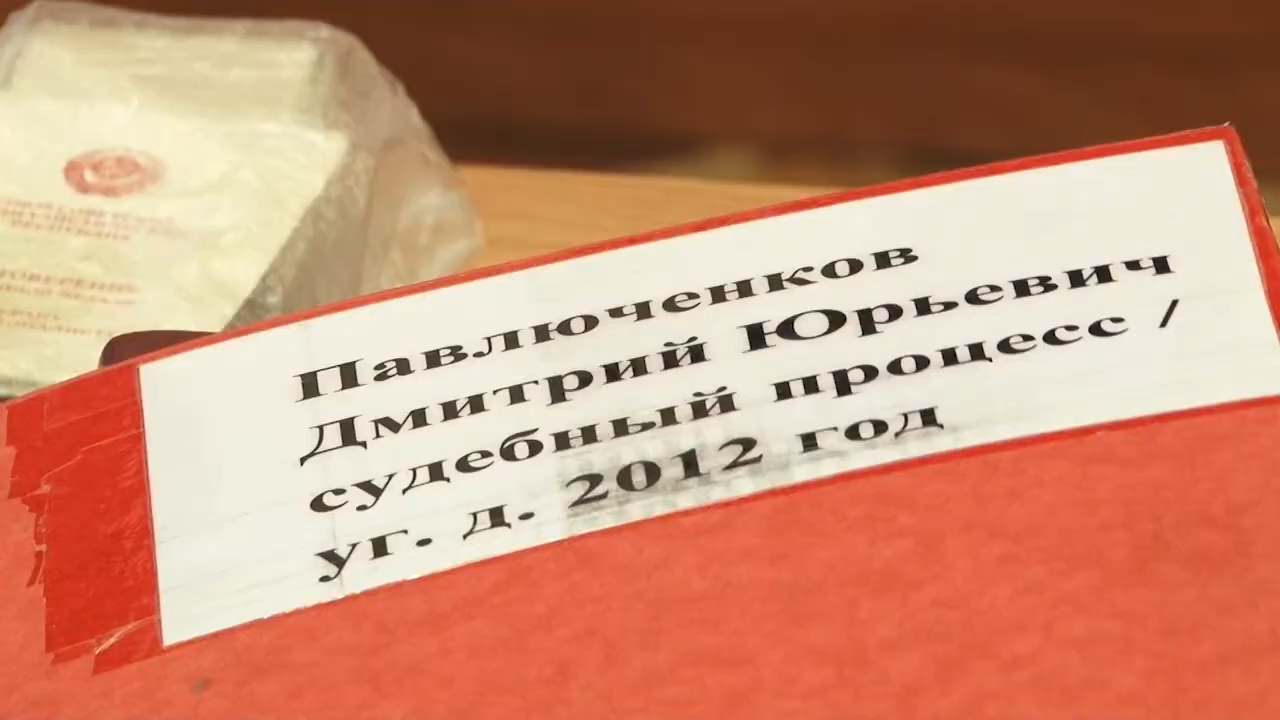 Павлюченков
Дмитрий Юрьевич
судебный процесс /
уг. д. 2012 год